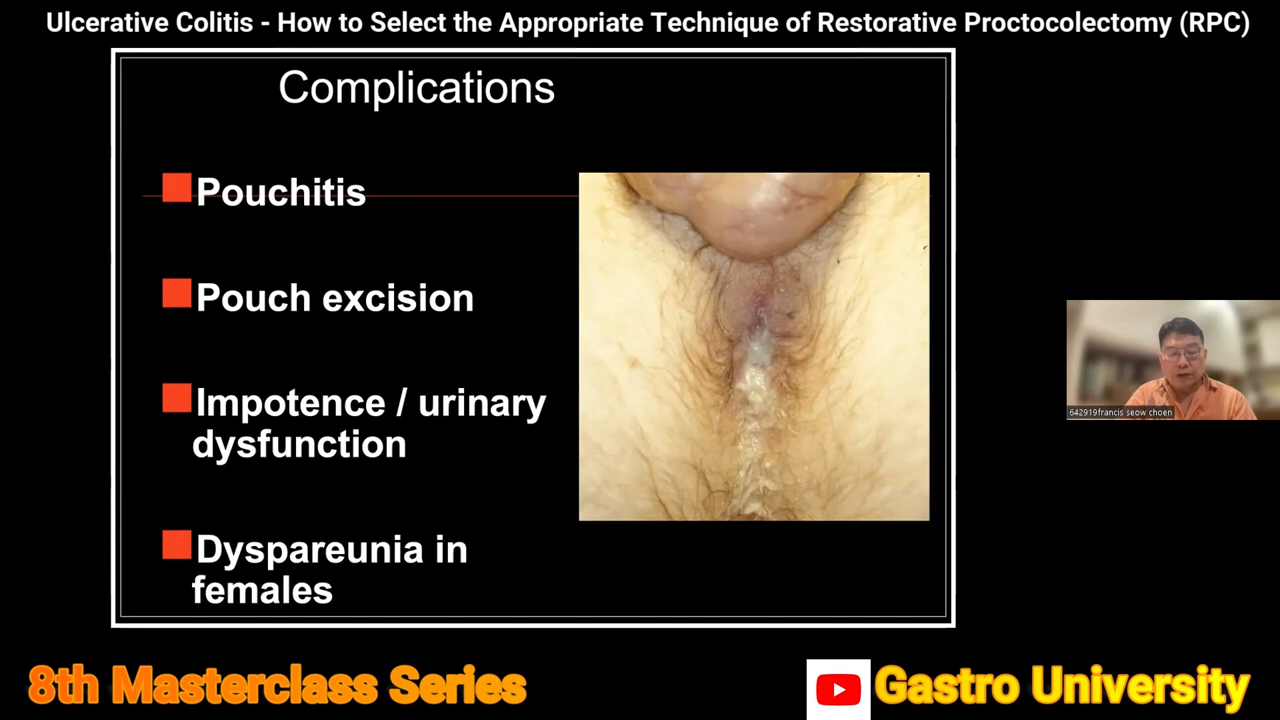 Ulcerative Colitis - How to Select the Appropriate Technique of Restorative Proctocolectomy (RPC)
Complications
Pouchitis
Pouch excision
Impotence / urinary
dysfunction
Dyspareunia in
females
642919francis seow choen
8th Masterclass Series
Gastro University